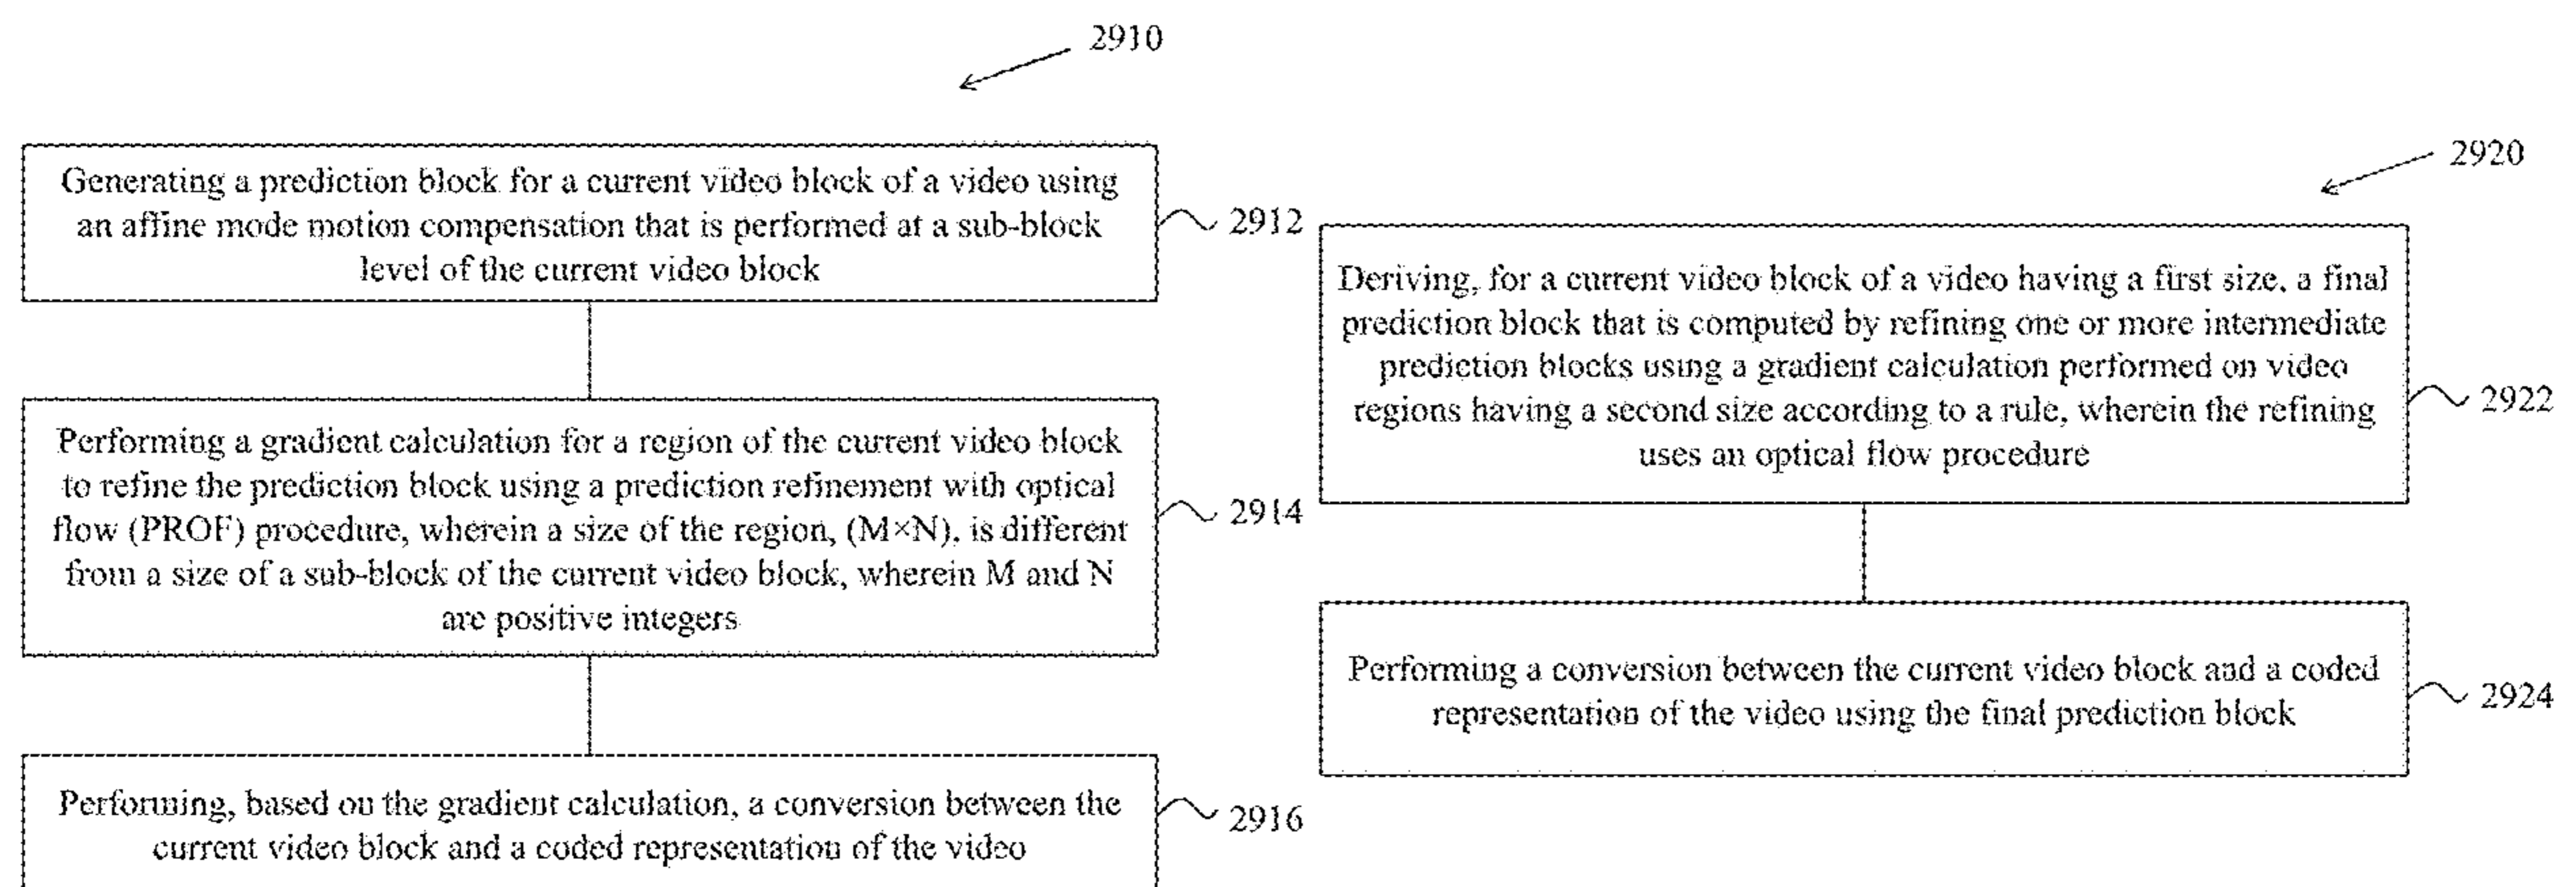 2910
Generating a prediction block for a current video block of a video using
an affine mode motion compensation that is performed at a sub-block
level of the current video block
2912
Performing a gradient calculation for a region of the current video block
to refine the prediction block using a prediction refinement with optical
flow (PROF) procedure, wherein a size of the region, (M×N), is different
from a size of a sub-block of the current video block, wherein M and N
are positive integers
2914
Performing, based on the gradient calculation, a conversion between the
current video block and a coded representation of the video
2916
2920
Deriving, for a current video block of a video having a first size, a final
prediction block that is computed by refining one or more intermediate
prediction blocks using a gradient calculation performed on video
regions having a second size according to a rule, wherein the refining
uses an optical flow procedure
2922
Performing a conversion between the current video block and a coded
representation of the video using the final prediction block
2924